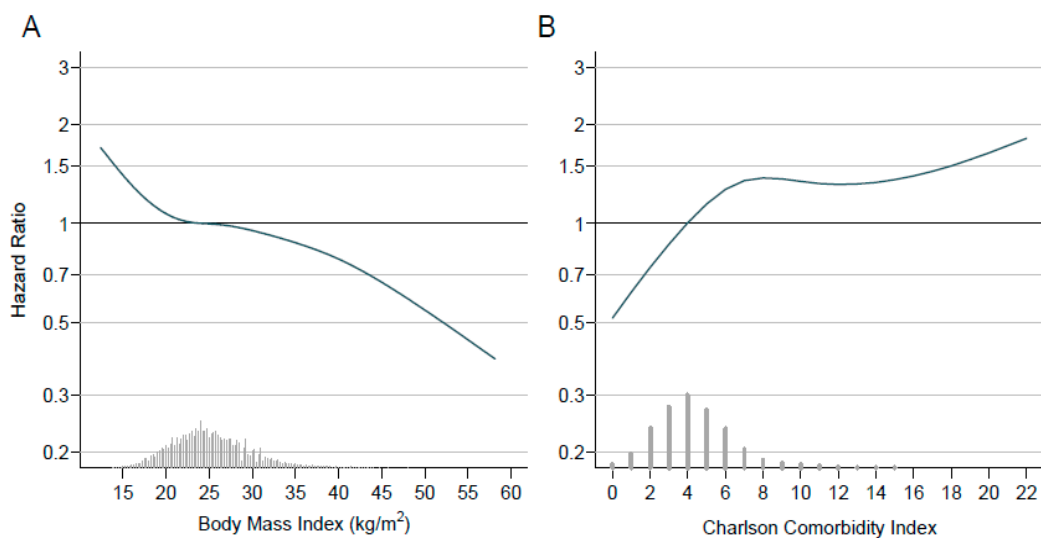 A
B
Hazard Ratio
3
2
1.5
1
0.7
0.5
0.3
0.2
15 20 25 30 35 40 45 50 55 60
Body Mass Index (kg/m²)
3
2
1.5
1
0.7
0.5
0.3
0.2
0 2 4 6 8 10 12 14 16 18 20 22
Charlson Comorbidity Index